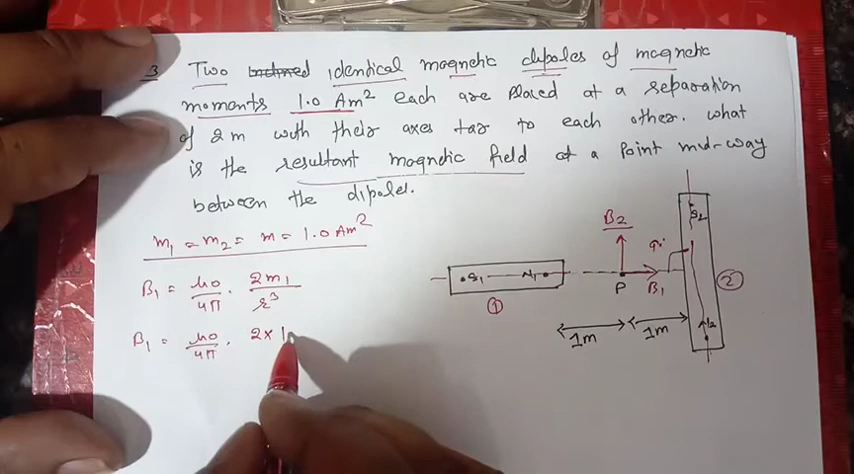 3 Two identical magnetic dipoles of magnetic
moments 1.0 Am² each are placed at a separation
of 2m with their axes to each other. what
is the resultant magnetic field at a point mid-way
between the dipoles.
m₁ = m₂ = m = 1.0 Am²
B₁ = μ0/4π . 2m₁/r³
B₁ = μ0/4π . 2 × 1
B₂
S₂
S₁ N₁
P B₁
①
②
1m 1m